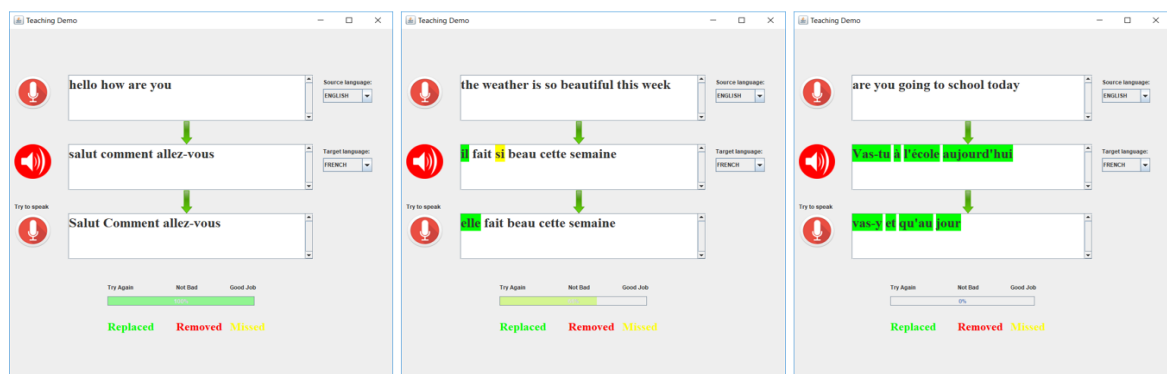 Teaching Demo
hello how are you
Source language:
ENGLISH
salut comment allez-vous
Target language:
FRENCH
Try to speak
Salut Comment allez-vous
Try Again Not Bad Good Job
Replaced Removed Missed
Teaching Demo
the weather is so beautiful this week
Source language:
ENGLISH
il fait si beau cette semaine
Target language:
FRENCH
Try to speak
elle fait beau cette semaine
Try Again Not Bad Good Job
Replaced Removed Missed
Teaching Demo
are you going to school today
Source language:
ENGLISH
Vas-tu à l'école aujourd'hui
Target language:
FRENCH
Try to speak
vas-y et qu'au jour
Try Again Not Bad Good Job
0%
Replaced Removed Missed